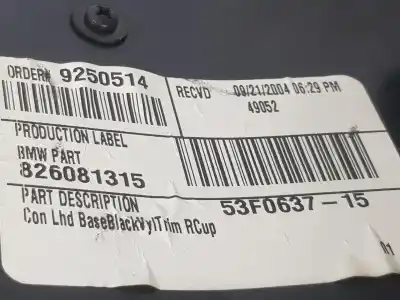 ORDER# 9250514
RECVD 09/21/2004 06:29 PM
49052
PRODUCTION LABEL
BMW PART
826081315
PART DESCRIPTION 53F0637-15
Con Lhd BaseBlackVylTrim RCup